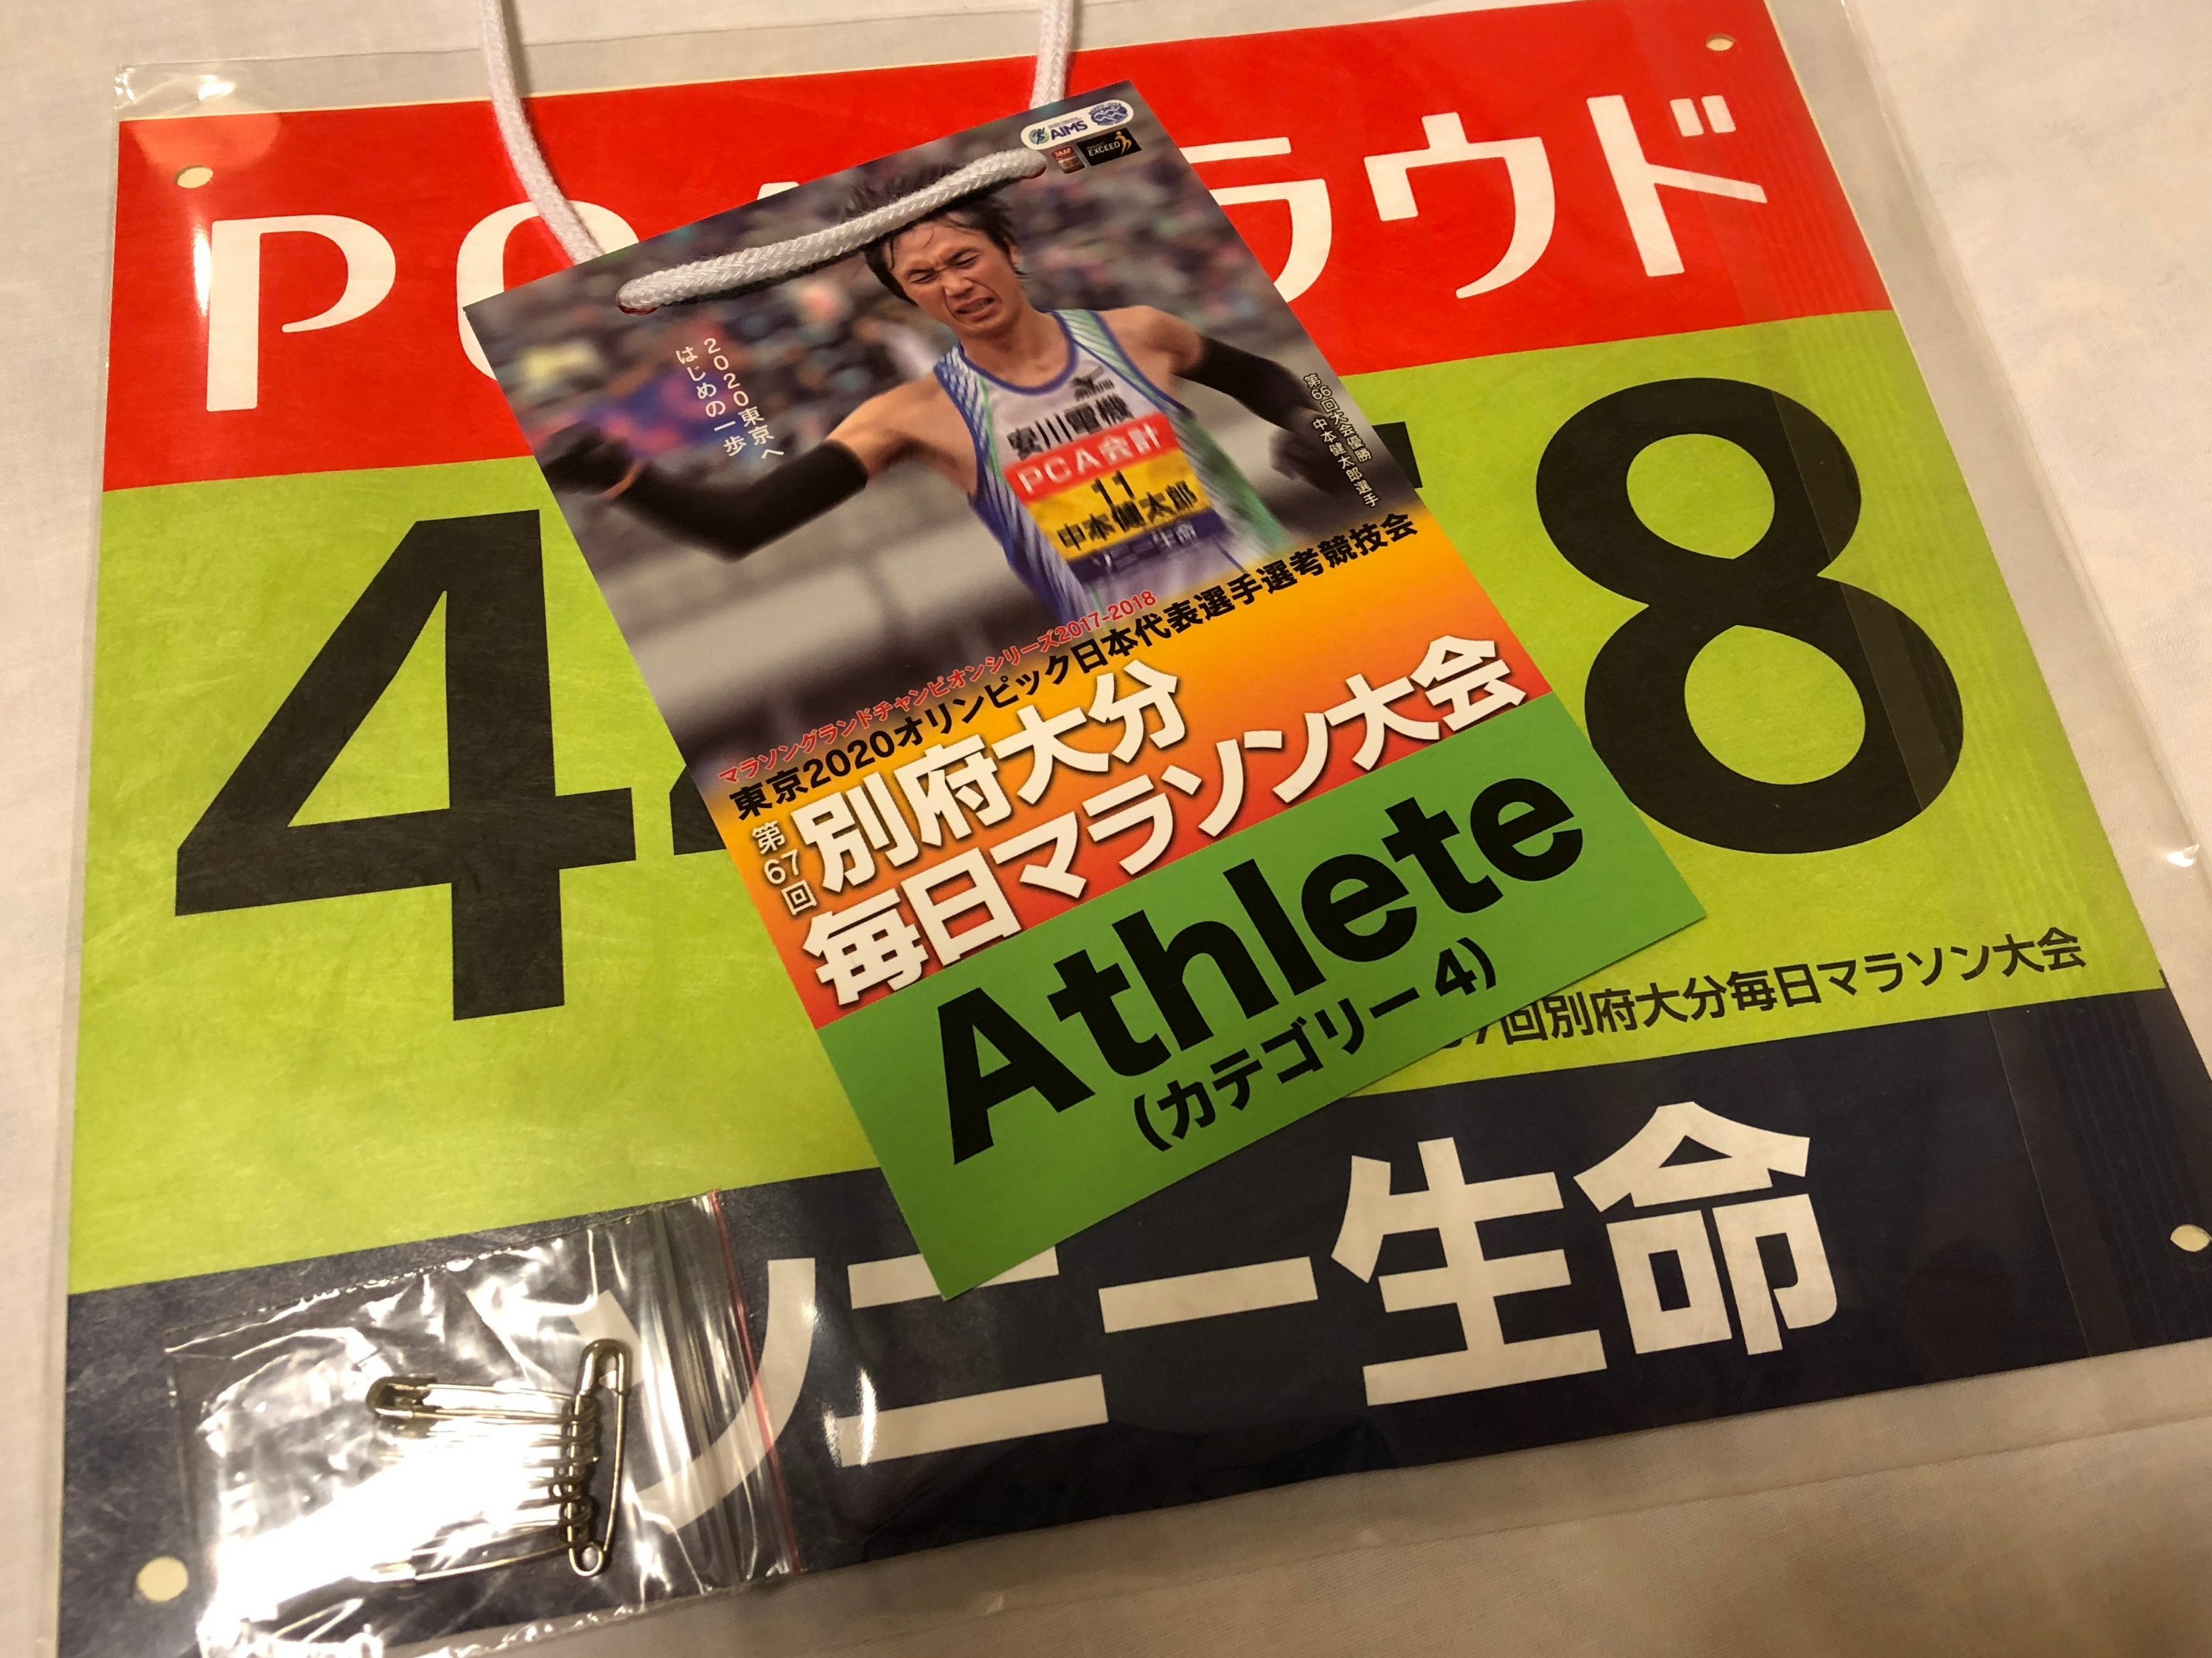 ラウド
AIMS
EXCEED
2020東京へ
はじめの一歩
第66回大会優勝
中本健太郎選手
安川電機
PCA会計
11
中本健太郎
ソニー生命
マラソングランドチャンピオンシリーズ2017-2018
東京2020オリンピック日本代表選手選考競技会
第67回
別府大分
毎日マラソン大会
Athlete
(カテゴリー4)
4
8
回別府大分毎日マラソン大会
ソニー生命